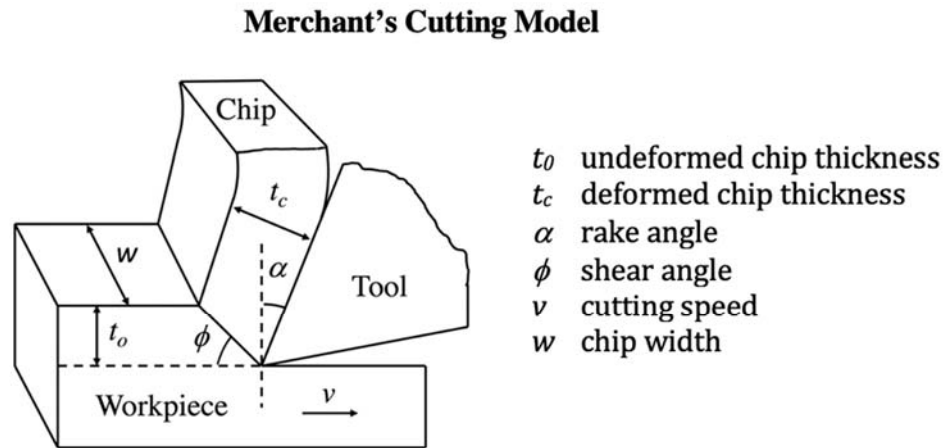 Merchant's Cutting Model
Chip
t_c
w
α
Tool
t_o
ϕ
Workpiece
v
t_0 undeformed chip thickness
t_c deformed chip thickness
α rake angle
ϕ shear angle
v cutting speed
w chip width